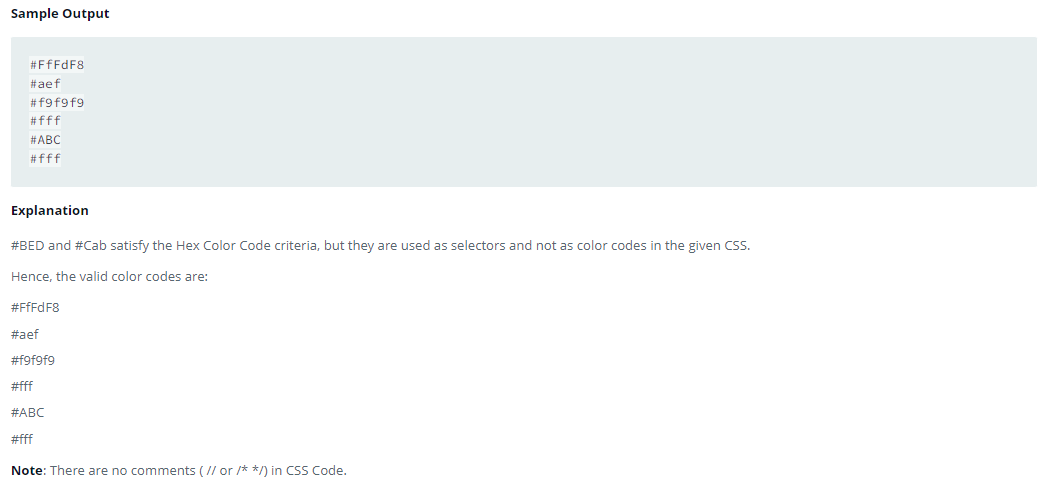 Sample Output
#FfFdF8
#aef
#f9f9f9
#fff
#ABC
#fff
Explanation
#BED and #Cab satisfy the Hex Color Code criteria, but they are used as selectors and not as color codes in the given CSS.
Hence, the valid color codes are:
#FfFdF8
#aef
#f9f9f9
#fff
#ABC
#fff
Note: There are no comments ( // or /* */) in CSS Code.